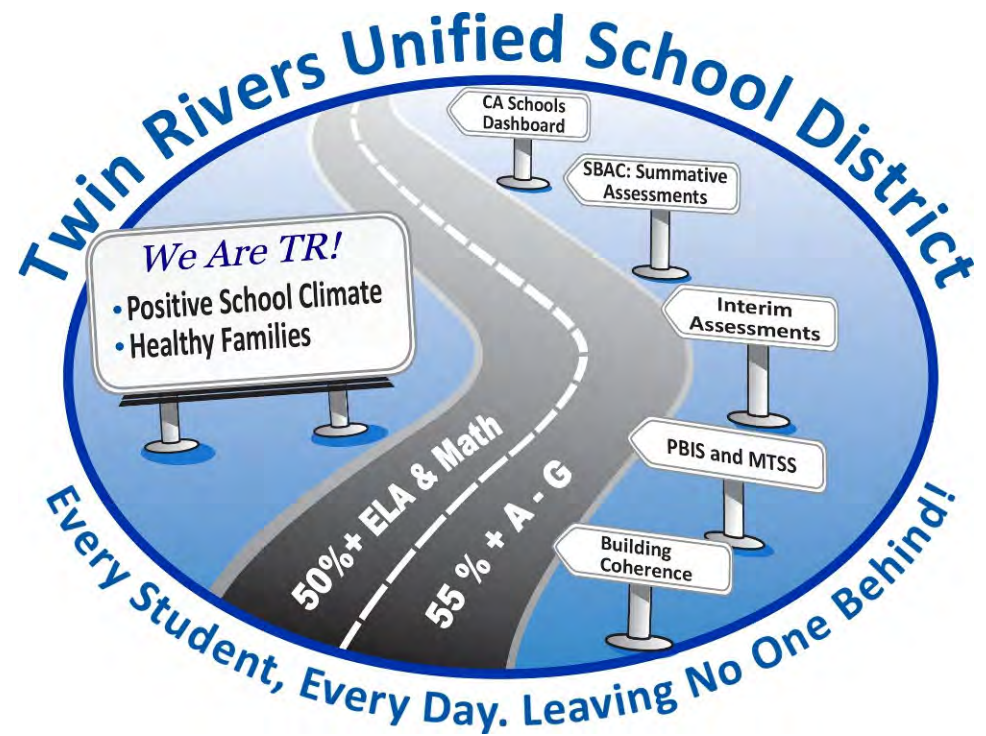 Twin Rivers Unified School District
CA Schools
Dashboard
SBAC: Summative
Assessments
We Are TR!
• Positive School Climate
• Healthy Families
Interim
Assessments
PBIS and MTSS
50%+ ELA & Math
55 % + A - G
Building
Coherence
Every Student, Every Day. Leaving No One Behind!